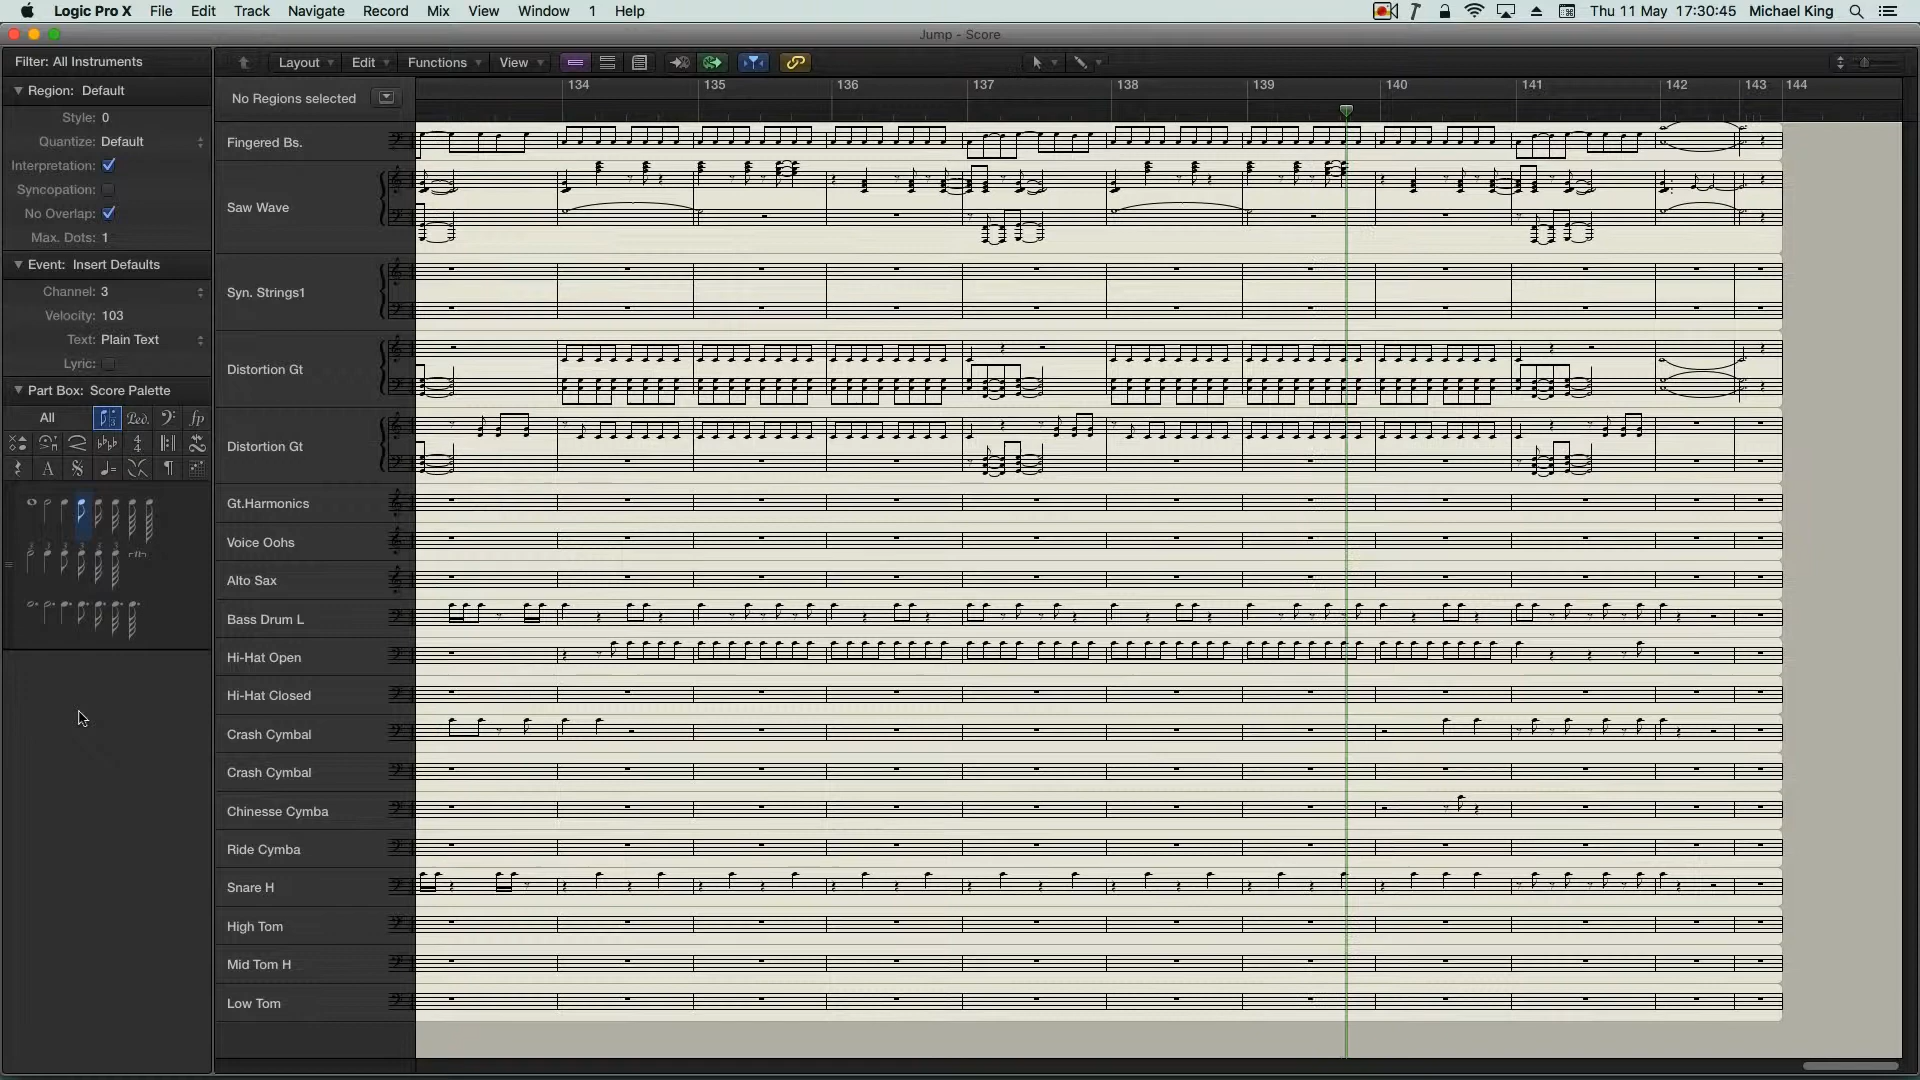 Logic Pro X File Edit Track Navigate Record Mix View Window 1 Help Thu 11 May 17:30:45 Michael King
Jump - Score
Filter: All Instruments
Layout Edit Functions View
Region: Default
Style: 0
Quantize: Default
Interpretation:
Syncopation:
No Overlap:
Max. Dots: 1
Event: Insert Defaults
Channel: 3
Velocity: 103
Text: Plain Text
Lyric:
Part Box: Score Palette
All
No Regions selected
134 135 136 137 138 139 140 141 142 143 144
Fingered Bs.
Saw Wave
Syn. Strings1
Distortion Gt
Distortion Gt
Gt.Harmonics
Voice Oohs
Alto Sax
Bass Drum L
Hi-Hat Open
Hi-Hat Closed
Crash Cymbal
Crash Cymbal
Chinesse Cymba
Ride Cymba
Snare H
High Tom
Mid Tom H
Low Tom